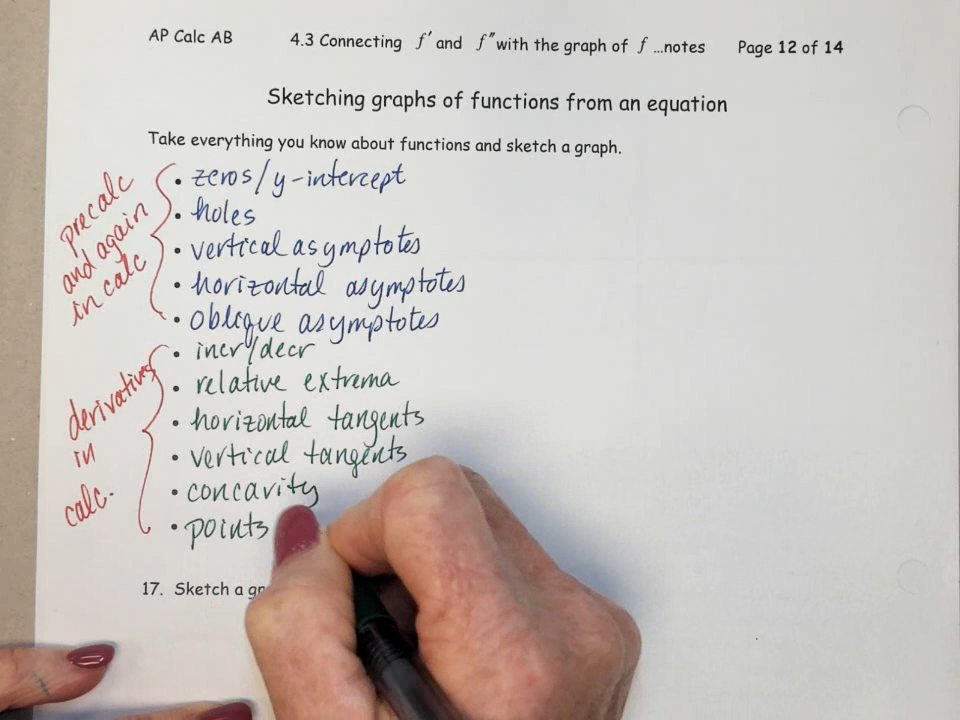 AP Calc AB 4.3 Connecting f′ and f″ with the graph of f …notes Page 12 of 14
Sketching graphs of functions from an equation
Take everything you know about functions and sketch a graph.
precalc
and again
in calc
• zeros/y-intercept
• holes
• vertical asymptotes
• horizontal asymptotes
• oblique asymptotes
derivatives
in
calc.
• incr/decr
• relative extrema
• horizontal tangents
• vertical tangents
• concavity
• points
17. Sketch a